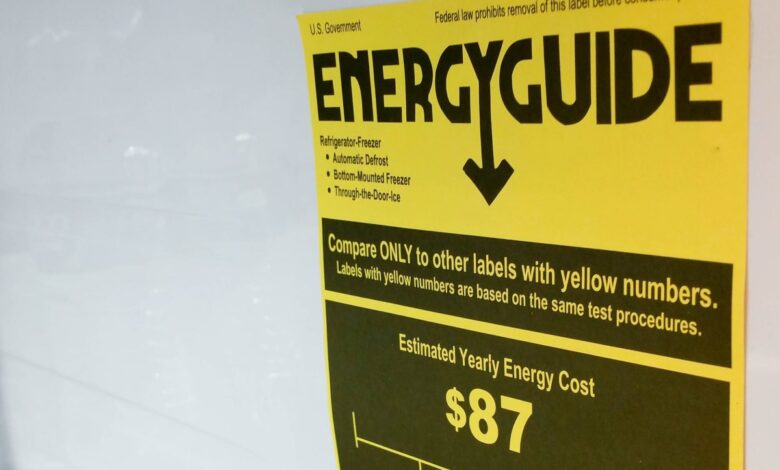 U.S. Government
Federal law prohibits removal of this label before
ENERGYGUIDE
Refrigerator-Freezer
• Automatic Defrost
• Bottom-Mounted Freezer
• Through-the-Door-Ice
Compare ONLY to other labels with yellow numbers.
Labels with yellow numbers are based on the same test procedures.
Estimated Yearly Energy Cost
$87